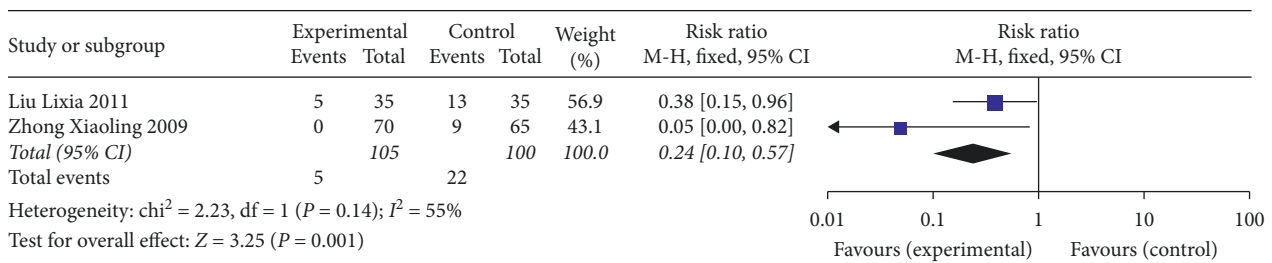 Study or subgroup Experimental Control Weight (%) Risk ratio Risk ratio
Events Total Events Total M-H, fixed, 95% CI M-H, fixed, 95% CI
Liu Lixia 2011 5 35 13 35 56.9 0.38 [0.15, 0.96]
Zhong Xiaoling 2009 0 70 9 65 43.1 0.05 [0.00, 0.82]
Total (95% CI) 105 100 100.0 0.24 [0.10, 0.57]
Total events 5 22
Heterogeneity: chi² = 2.23, df = 1 (P = 0.14); I² = 55%
Test for overall effect: Z = 3.25 (P = 0.001)
0.01 0.1 1 10 100
Favours (experimental) Favours (control)